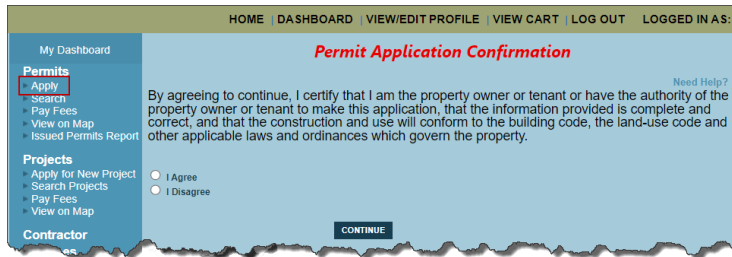 HOME | DASHBOARD | VIEW/EDIT PROFILE | VIEW CART | LOG OUT LOGGED IN AS:
My Dashboard
Permits
Apply
Search
Pay Fees
View on Map
Issued Permits Report
Projects
Apply for New Project
Search Projects
Pay Fees
View on Map
Contractor
Permit Application Confirmation
Need Help?
By agreeing to continue, I certify that I am the property owner or tenant or have the authority of the
property owner or tenant to make this application, that the information provided is complete and
correct, and that the construction and use will conform to the building code, the land-use code and
other applicable laws and ordinances which govern the property.
I Agree
I Disagree
CONTINUE